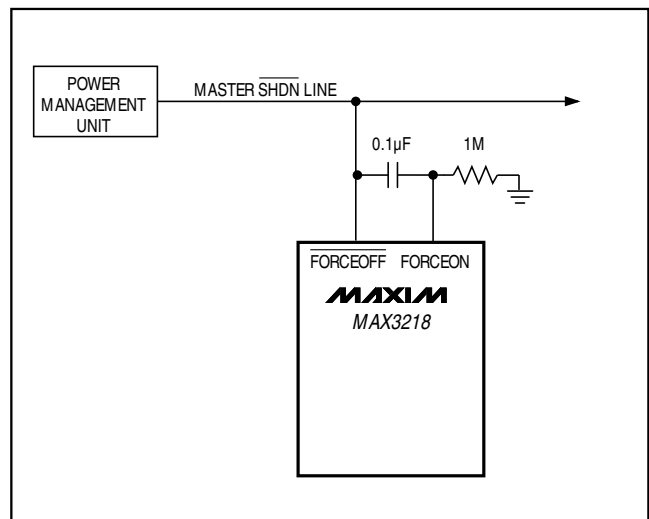 POWER
MANAGEMENT
UNIT
MASTER SHDN LINE
0.1µF
1M
FORCEOFF FORCEON
MAXIM
MAX3218